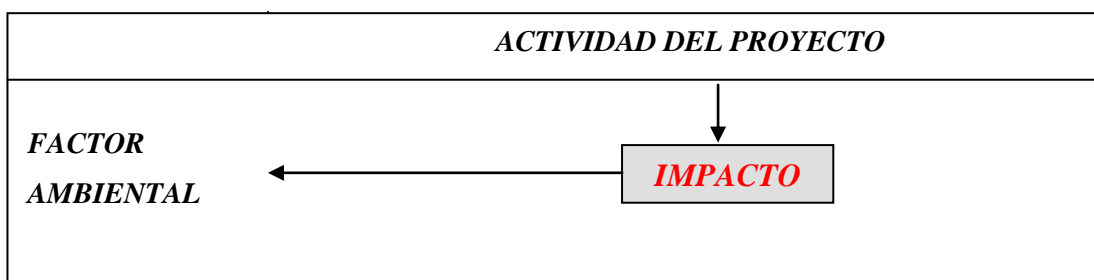 ACTIVIDAD DEL PROYECTO
FACTOR
AMBIENTAL
IMPACTO